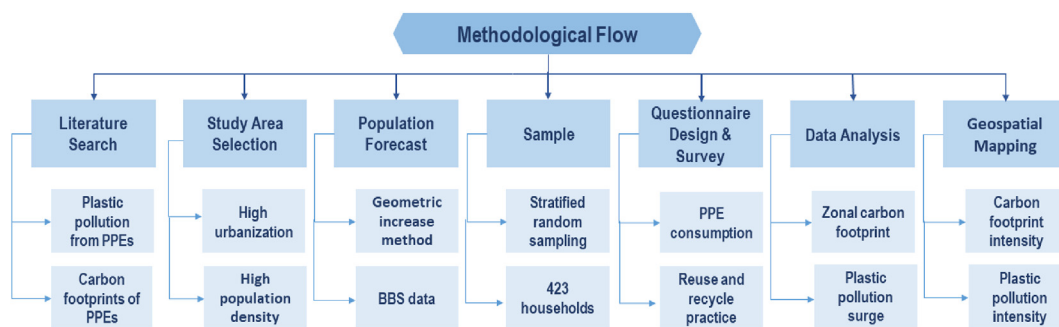 Methodological Flow
Literature
Search
Study Area
Selection
Population
Forecast
Sample
Questionnaire
Design &
Survey
Data Analysis
Geospatial
Mapping
Plastic
pollution
from PPEs
High
urbanization
Geometric
increase
method
Stratified
random
sampling
PPE
consumption
Zonal carbon
footprint
Carbon
footprint
intensity
Carbon
footprints of
PPEs
High
population
density
BBS data
423
households
Reuse and
recycle
practice
Plastic
pollution
surge
Plastic
pollution
intensity